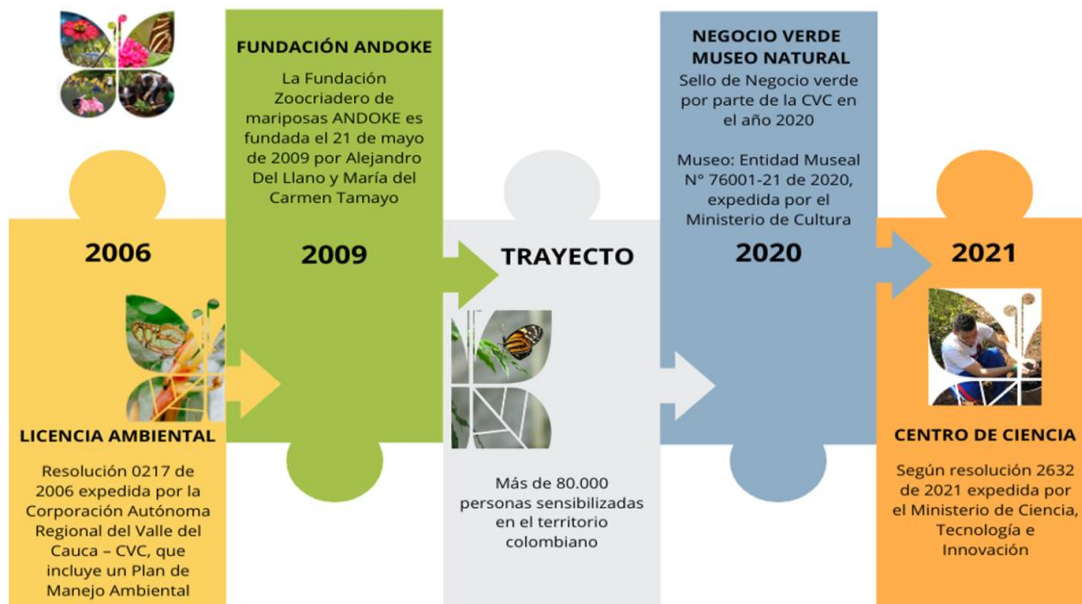 2006
LICENCIA AMBIENTAL
Resolución 0217 de
2006 expedida por la
Corporación Autónoma
Regional del Valle del
Cauca – CVC, que
incluye un Plan de
Manejo Ambiental
FUNDACIÓN ANDOKE
La Fundación
Zoocriadero de
mariposas ANDOKE es
fundada el 21 de mayo
de 2009 por Alejandro
Del Llano y María del
Carmen Tamayo
2009
TRAYECTO
Más de 80.000
personas sensibilizadas
en el territorio
colombiano
NEGOCIO VERDE
MUSEO NATURAL
Sello de Negocio verde
por parte de la CVC en
el año 2020
Museo: Entidad Museal
N° 76001-21 de 2020,
expedida por el
Ministerio de Cultura
2020
2021
CENTRO DE CIENCIA
Según resolución 2632
de 2021 expedida por
el Ministerio de Ciencia,
Tecnología e
Innovación